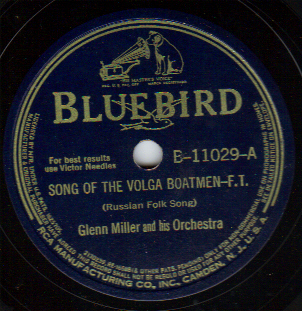 "HIS MASTER'S VOICE"
BLUEBIRD
For best results
use Victor Needles
B-11029-A
SONG OF THE VOLGA BOATMEN-F.T.
(Russian Folk Song)
Glenn Miller and his Orchestra
RCA MANUFACTURING CO., INC., CAMDEN, N.J., U.S.A.